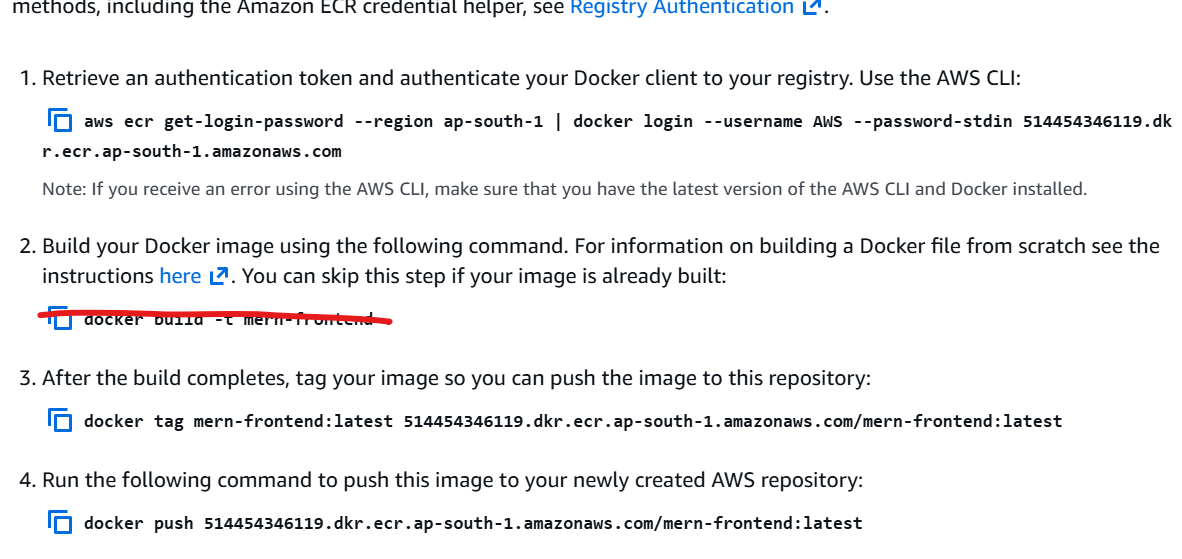 methods, including the Amazon ECR credential helper, see Registry Authentication.
1. Retrieve an authentication token and authenticate your Docker client to your registry. Use the AWS CLI:
aws ecr get-login-password --region ap-south-1 | docker login --username AWS --password-stdin 514454346119.dk
r.ecr.ap-south-1.amazonaws.com
Note: If you receive an error using the AWS CLI, make sure that you have the latest version of the AWS CLI and Docker installed.
2. Build your Docker image using the following command. For information on building a Docker file from scratch see the
instructions here. You can skip this step if your image is already built:
docker build -t mern-frontend
3. After the build completes, tag your image so you can push the image to this repository:
docker tag mern-frontend:latest 514454346119.dkr.ecr.ap-south-1.amazonaws.com/mern-frontend:latest
4. Run the following command to push this image to your newly created AWS repository:
docker push 514454346119.dkr.ecr.ap-south-1.amazonaws.com/mern-frontend:latest